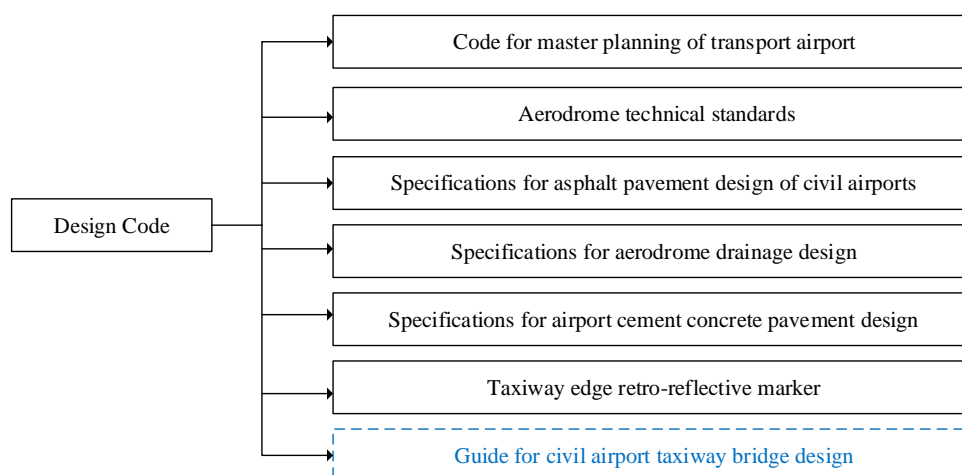 Code for master planning of transport airport
Aerodrome technical standards
Specifications for asphalt pavement design of civil airports
Design Code
Specifications for aerodrome drainage design
Specifications for airport cement concrete pavement design
Taxiway edge retro-reflective marker
Guide for civil airport taxiway bridge design